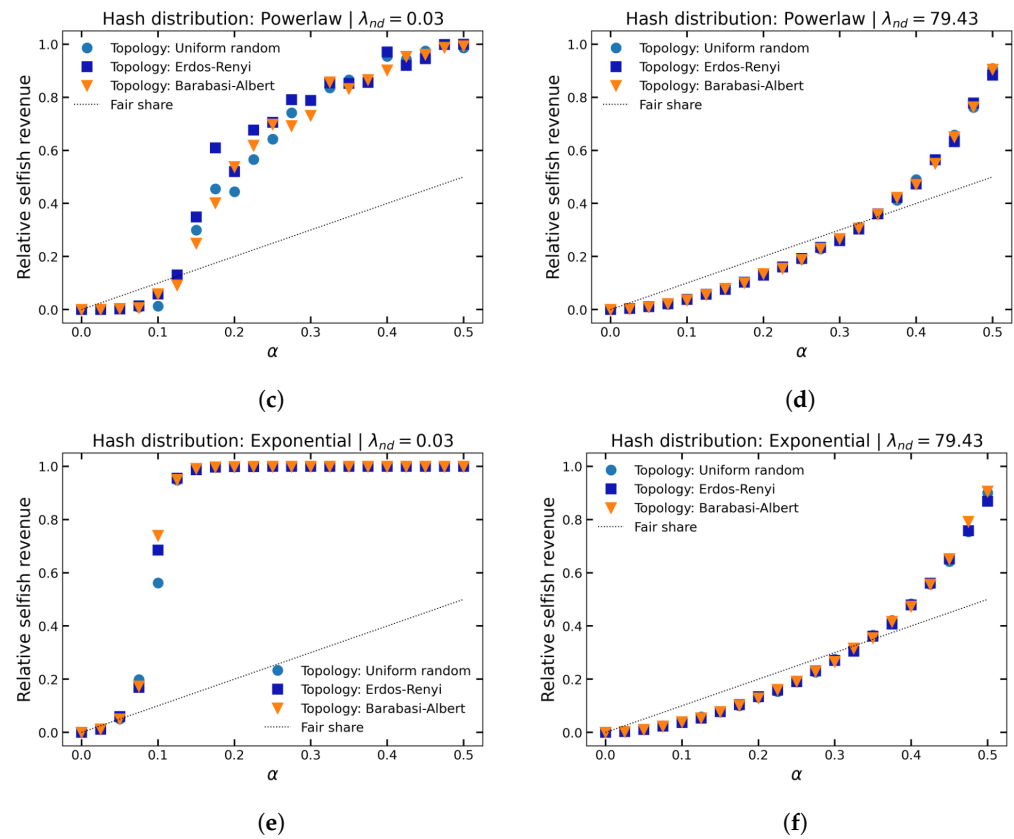 Hash distribution: Powerlaw | λnd = 0.03
Topology: Uniform random
Topology: Erdos-Renyi
Topology: Barabasi-Albert
Fair share
Relative selfish revenue
1.0
0.8
0.6
0.4
0.2
0.0
0.0 0.1 0.2 0.3 0.4 0.5
α
(c)
Hash distribution: Powerlaw | λnd = 79.43
Topology: Uniform random
Topology: Erdos-Renyi
Topology: Barabasi-Albert
Fair share
Relative selfish revenue
1.0
0.8
0.6
0.4
0.2
0.0
0.0 0.1 0.2 0.3 0.4 0.5
α
(d)
Hash distribution: Exponential | λnd = 0.03
Relative selfish revenue
1.0
0.8
0.6
0.4
0.2
0.0
Topology: Uniform random
Topology: Erdos-Renyi
Topology: Barabasi-Albert
Fair share
0.0 0.1 0.2 0.3 0.4 0.5
α
(e)
Hash distribution: Exponential | λnd = 79.43
Topology: Uniform random
Topology: Erdos-Renyi
Topology: Barabasi-Albert
Fair share
Relative selfish revenue
1.0
0.8
0.6
0.4
0.2
0.0
0.0 0.1 0.2 0.3 0.4 0.5
α
(f)